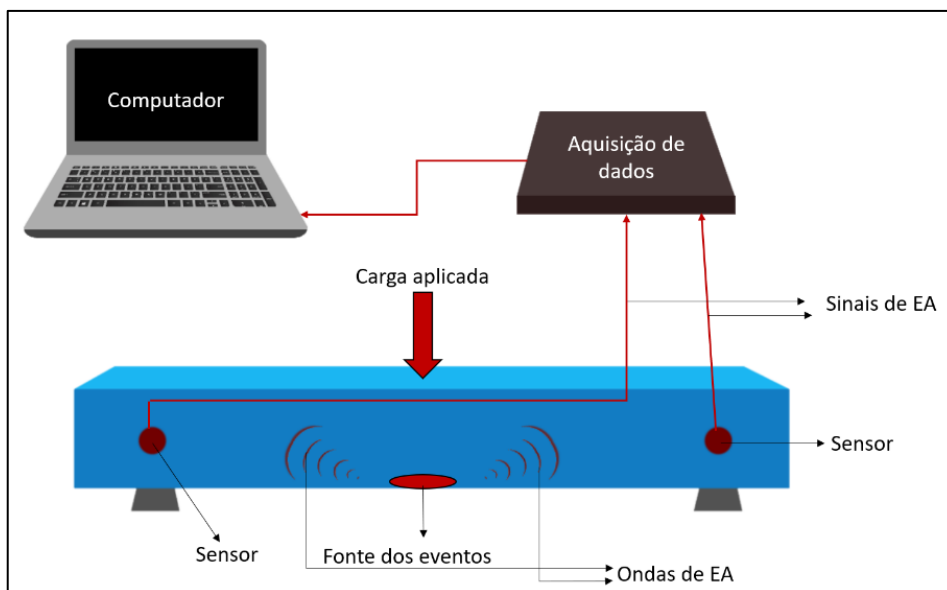 Computador
Aquisição de
dados
Carga aplicada
Sinais de EA
Sensor
Sensor
Fonte dos eventos
Ondas de EA